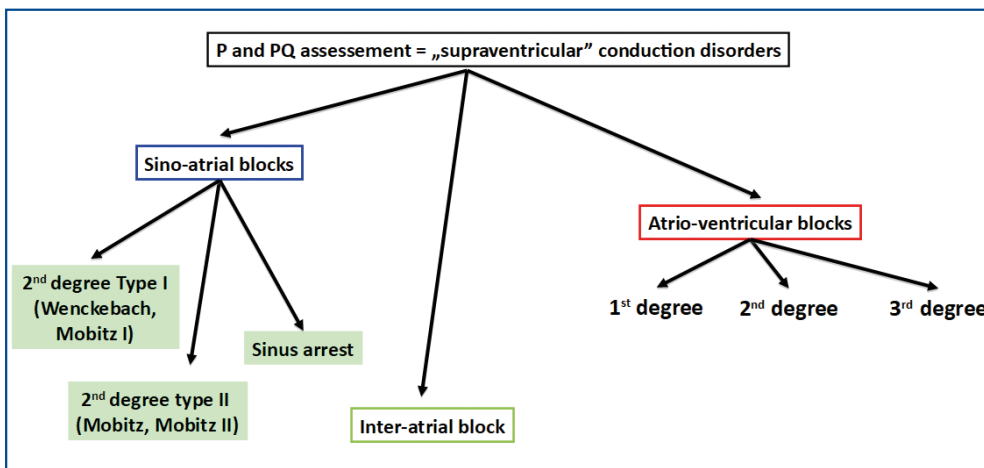 P and PQ assessement = „supraventricular” conduction disorders
Sino-atrial blocks
2nd degree Type I
(Wenckebach,
Mobitz I)
2nd degree type II
(Mobitz, Mobitz II)
Sinus arrest
Inter-atrial block
Atrio-ventricular blocks
1st degree
2nd degree
3rd degree